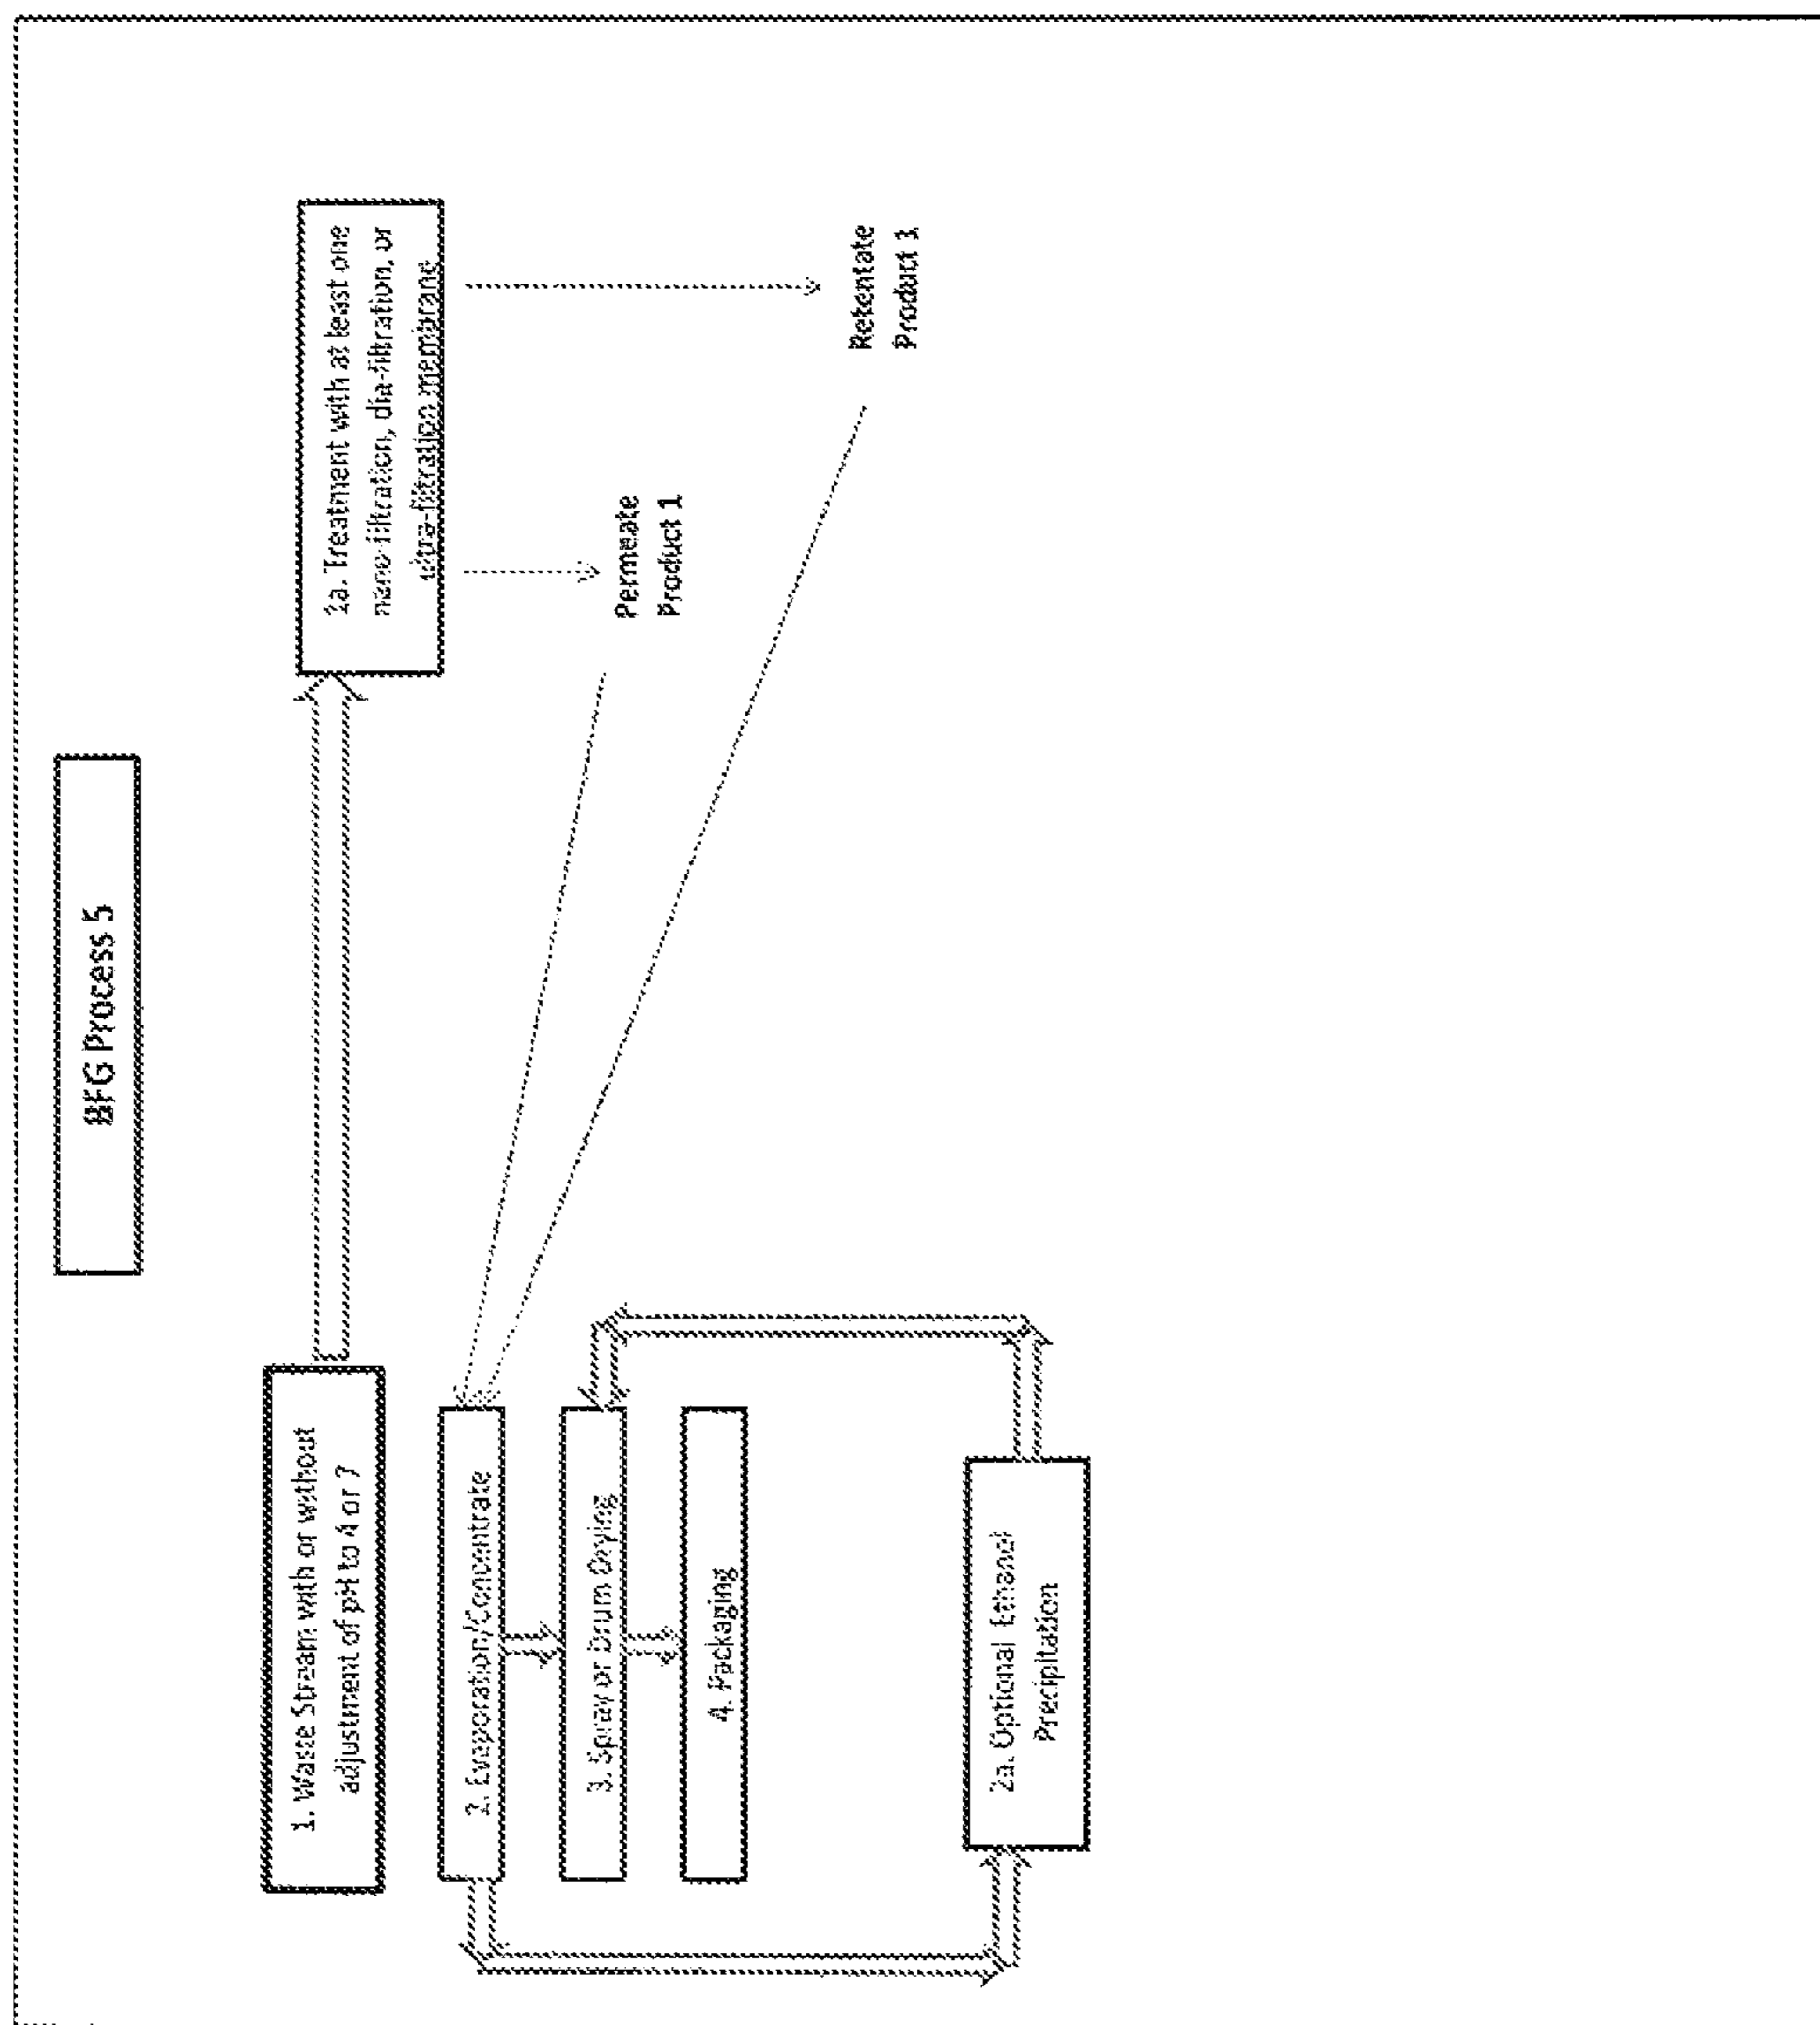 BFG Process 5
1. Waste Stream with or without
adjustment of pH to 4 or 7
2a. Treatment with at least one
nano-filtration, dia-filtration, or
ultra-filtration membrane
2. Evaporation/Concentrate
3. Spray or Drum Drying
4. Packaging
Permeate
Product 1
Retentate
Product 1
2a. Optional Ethanol
Precipitation